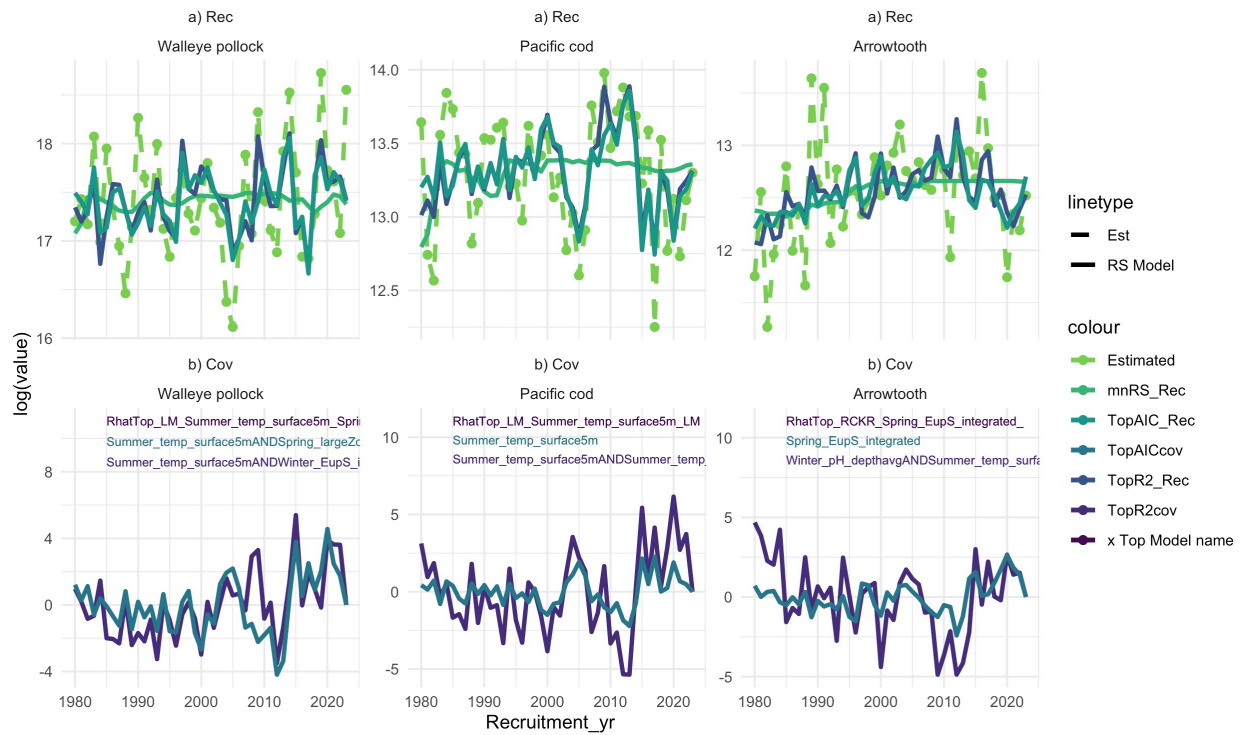 a) Rec
a) Rec
a) Rec
Walleye pollock
Pacific cod
Arrowtooth
14.0
18
13.5
13
17
13.0
12
12.5
16
log(value)
b) Cov
b) Cov
b) Cov
Walleye pollock
Pacific cod
Arrowtooth
RhatTop_LM_Summer_temp_surface5m_Sprin
Summer_temp_surface5mANDSpring_largeZo
Summer_temp_surface5mANDWinter_EupS_i
RhatTop_LM_Summer_temp_surface5m_LM
Summer_temp_surface5m
Summer_temp_surface5mANDSummer_temp_
RhatTop_RCKR_Spring_EupS_integrated_
Spring_EupS_integrated
Winter_pH_depthavgANDSummer_temp_surfa
8
4
0
-4
10
5
0
-5
10
5
0
-5
1980 1990 2000 2010 2020
1980 1990 2000 2010 2020
1980 1990 2000 2010 2020
Recruitment_yr
linetype
Est
RS Model
colour
Estimated
mnRS_Rec
TopAIC_Rec
TopAICcov
TopR2_Rec
TopR2cov
x Top Model name